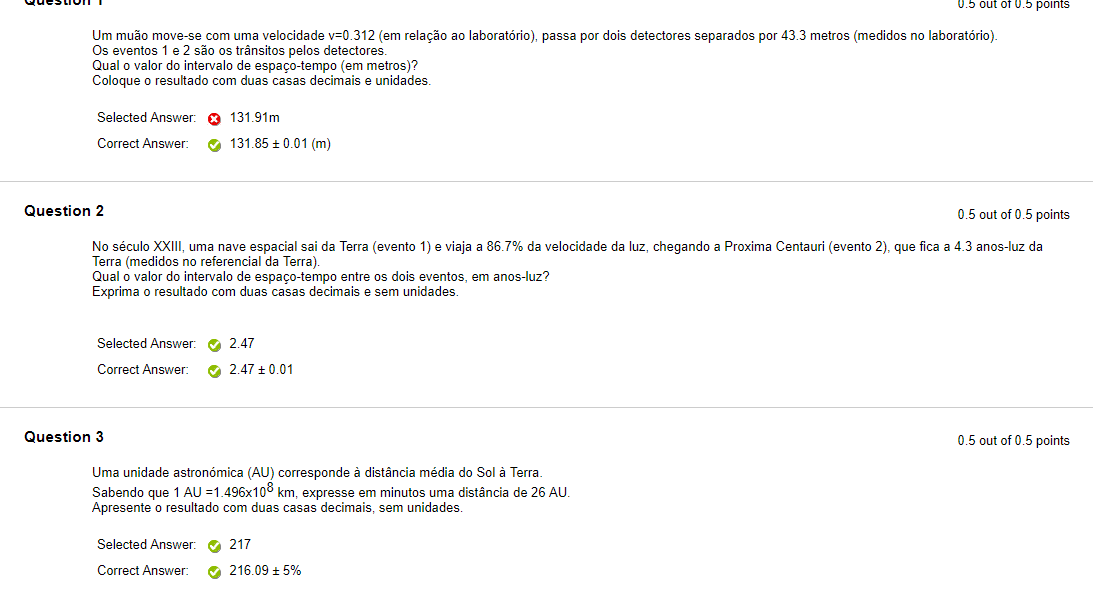 Question 1
0.5 out of 0.5 points
Um muão move-se com uma velocidade v=0.312 (em relação ao laboratório), passa por dois detectores separados por 43.3 metros (medidos no laboratório).
Os eventos 1 e 2 são os trânsitos pelos detectores.
Qual o valor do intervalo de espaço-tempo (em metros)?
Coloque o resultado com duas casas decimais e unidades.
Selected Answer: 131.91m
Correct Answer: 131.85 ± 0.01 (m)
Question 2
0.5 out of 0.5 points
No século XXIII, uma nave espacial sai da Terra (evento 1) e viaja a 86.7% da velocidade da luz, chegando a Proxima Centauri (evento 2), que fica a 4.3 anos-luz da
Terra (medidos no referencial da Terra).
Qual o valor do intervalo de espaço-tempo entre os dois eventos, em anos-luz?
Exprima o resultado com duas casas decimais e sem unidades.
Selected Answer: 2.47
Correct Answer: 2.47 ± 0.01
Question 3
0.5 out of 0.5 points
Uma unidade astronómica (AU) corresponde à distância média do Sol à Terra.
Sabendo que 1 AU =1.496x10⁸ km, expresse em minutos uma distância de 26 AU.
Apresente o resultado com duas casas decimais, sem unidades.
Selected Answer: 217
Correct Answer: 216.09 ± 5%